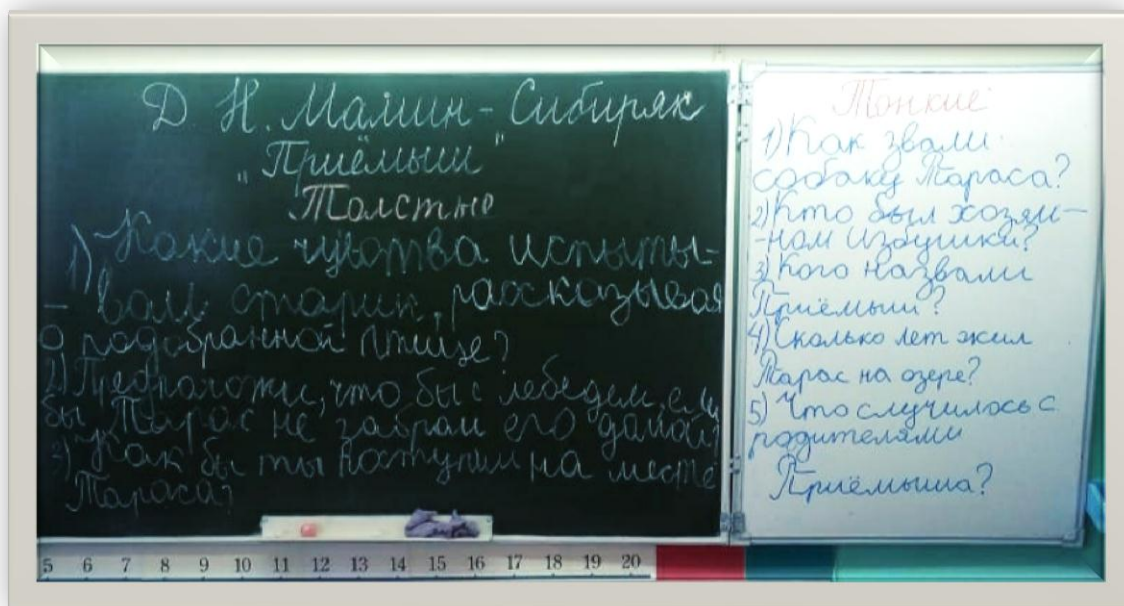 Д. Н. Мамин-Сибиряк
„Приёмыш"
Толстые
1) Какие чувства испыты-
- вал старик, рассказывая
о подобранной птице?
2) Предположи, что бы с лебедем, если
бы Тарас не забрал его домой?
3) Как бы ты поступил на месте
Тараса?
Тонкие
1) Как звали
собаку Тараса?
2) Кто был хозяи-
-ном избушки?
3) Кого назвали
Приёмыш?
4) Сколько лет жил
Тарас на озере?
5) Что случилось с
родителями
Приёмыша?
5 6 7 8 9 10 11 12 13 14 15 16 17 18 19 20